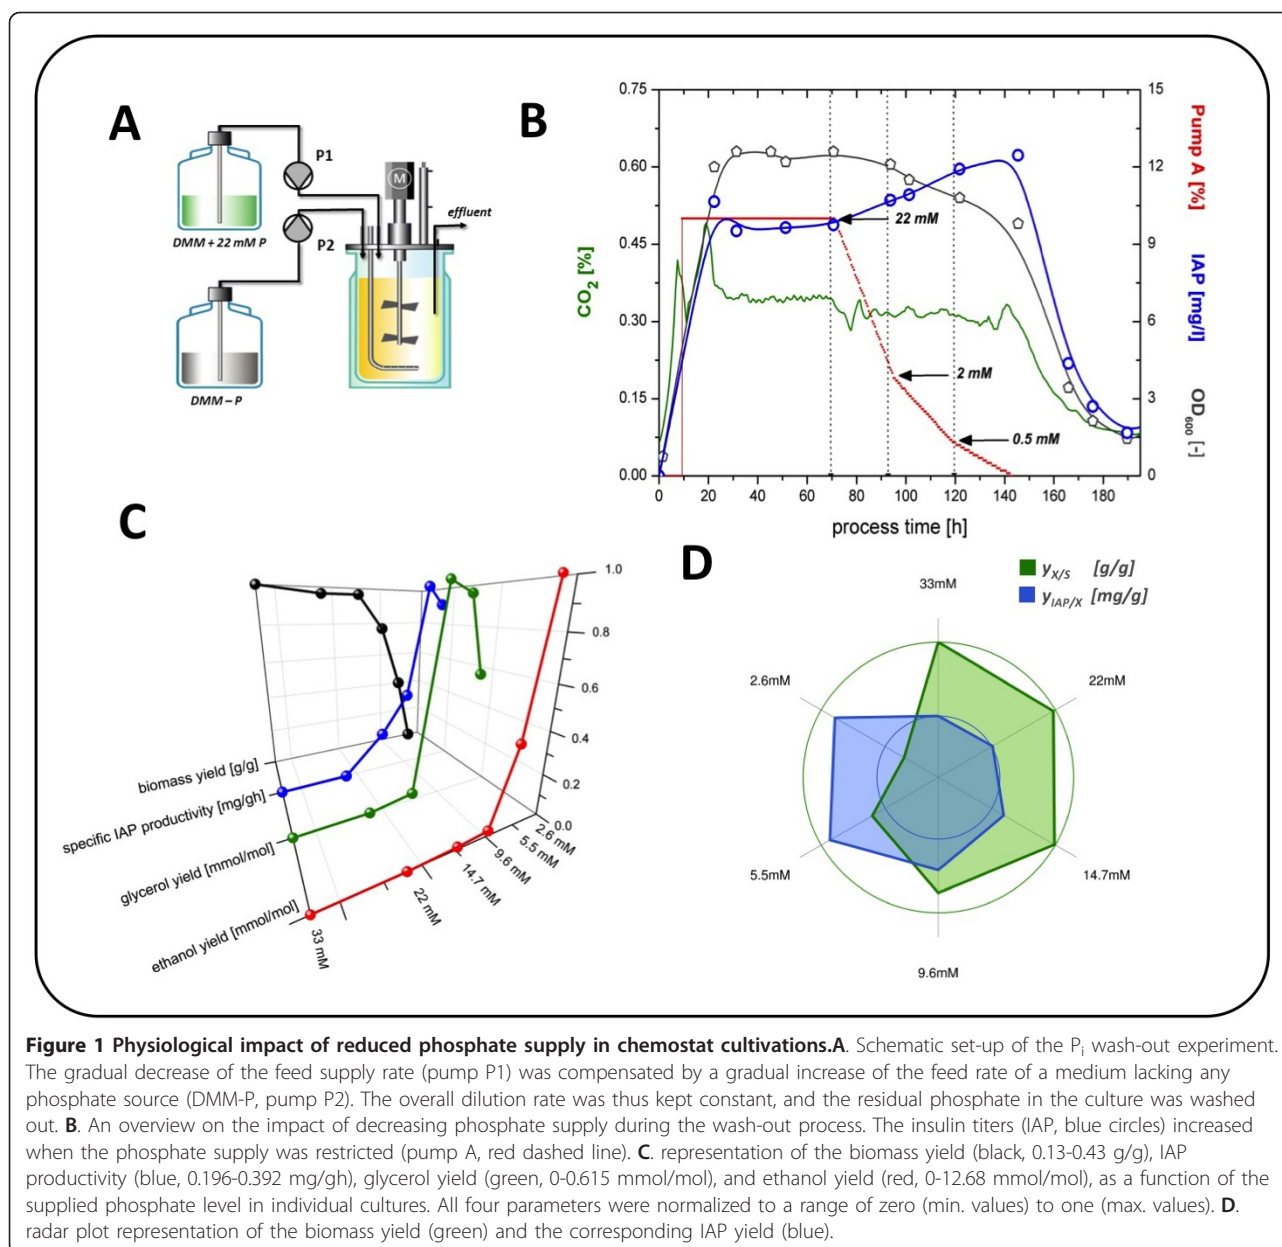 A
P1
M
effluent
P2
DMM + 22 mM P
DMM – P
B
0.75
0.60
0.45
0.30
0.15
0.00
CO2 [%]
15
12
9
6
3
0
Pump A [%]
IAP [mg/l]
OD600 [-]
22 mM
2 mM
0.5 mM
0 20 40 60 80 100 120 140 160 180
process time [h]
C
1.0
0.8
0.6
0.4
0.2
0.0
biomass yield [g/g]
specific IAP productivity [mg/gh]
glycerol yield [mmol/mol]
ethanol yield [mmol/mol]
33 mM
22 mM
14.7 mM
9.6 mM
5.5 mM
2.6 mM
D
yX/S [g/g]
yIAP/X [mg/g]
33mM
22mM
14.7mM
9.6mM
5.5mM
2.6mM
Figure 1 Physiological impact of reduced phosphate supply in chemostat cultivations.A. Schematic set-up of the Pi wash-out experiment.
The gradual decrease of the feed supply rate (pump P1) was compensated by a gradual increase of the feed rate of a medium lacking any
phosphate source (DMM-P, pump P2). The overall dilution rate was thus kept constant, and the residual phosphate in the culture was washed
out. B. An overview on the impact of decreasing phosphate supply during the wash-out process. The insulin titers (IAP, blue circles) increased
when the phosphate supply was restricted (pump A, red dashed line). C. representation of the biomass yield (black, 0.13-0.43 g/g), IAP
productivity (blue, 0.196-0.392 mg/gh), glycerol yield (green, 0-0.615 mmol/mol), and ethanol yield (red, 0-12.68 mmol/mol), as a function of the
supplied phosphate level in individual cultures. All four parameters were normalized to a range of zero (min. values) to one (max. values). D.
radar plot representation of the biomass yield (green) and the corresponding IAP yield (blue).